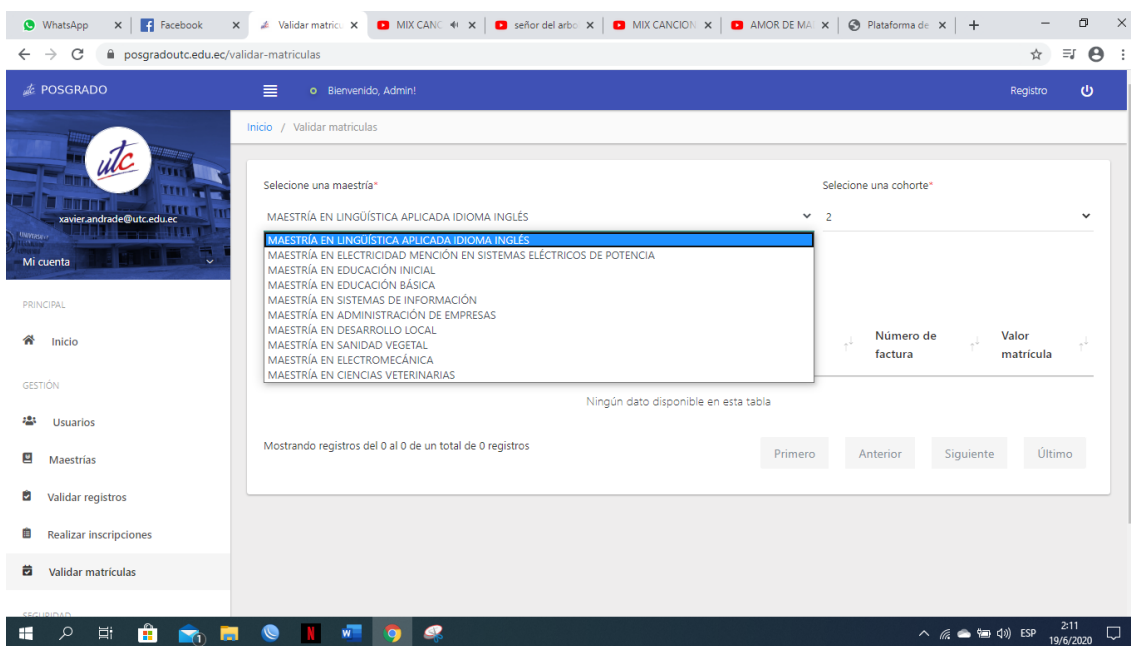 WhatsApp
Facebook
Validar matrícu
MIX CANC
señor del arbo
MIX CANCION
AMOR DE MA
Plataforma de
posgradoutc.edu.ec/validar-matriculas
POSGRADO
Bienvenido, Admin!
Registro
Inicio / Validar matriculas
utc
xavier.andrade@utc.edu.ec
Mi cuenta
Selecione una maestría*
Selecione una cohorte*
MAESTRÍA EN LINGÜÍSTICA APLICADA IDIOMA INGLÉS
2
MAESTRÍA EN LINGÜÍSTICA APLICADA IDIOMA INGLÉS
MAESTRÍA EN ELECTRICIDAD MENCIÓN EN SISTEMAS ELÉCTRICOS DE POTENCIA
MAESTRÍA EN EDUCACIÓN INICIAL
MAESTRÍA EN EDUCACIÓN BÁSICA
MAESTRÍA EN SISTEMAS DE INFORMACIÓN
MAESTRÍA EN ADMINISTRACIÓN DE EMPRESAS
MAESTRÍA EN DESARROLLO LOCAL
MAESTRÍA EN SANIDAD VEGETAL
MAESTRÍA EN ELECTROMECÁNICA
MAESTRÍA EN CIENCIAS VETERINARIAS
Número de
factura
Valor
matrícula
Ningún dato disponible en esta tabla
Mostrando registros del 0 al 0 de un total de 0 registros
Primero
Anterior
Siguiente
Último
PRINCIPAL
Inicio
GESTIÓN
Usuarios
Maestrías
Validar registros
Realizar inscripciones
Validar matrículas
SEGURIDAD
ESP
2:11
19/6/2020